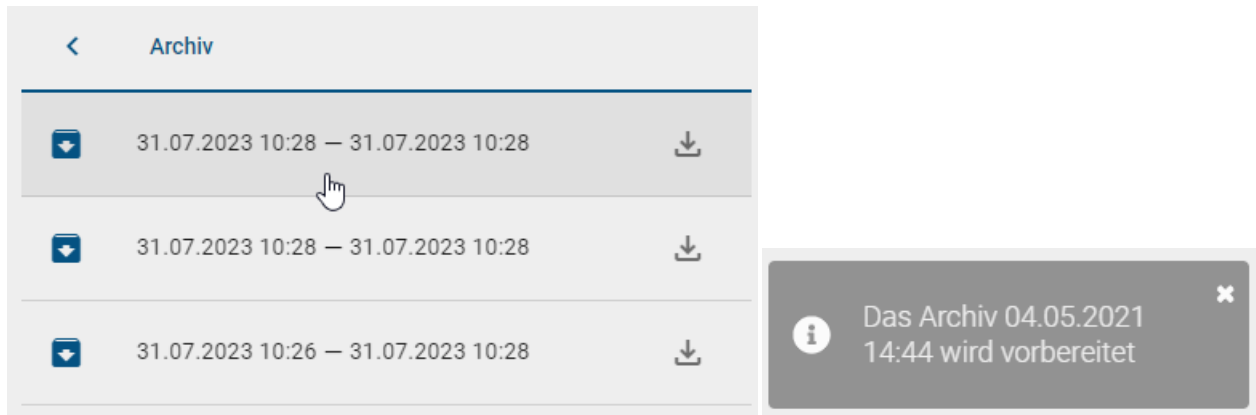 Archiv
31.07.2023 10:28 — 31.07.2023 10:28
31.07.2023 10:28 — 31.07.2023 10:28
31.07.2023 10:26 — 31.07.2023 10:28
Das Archiv 04.05.2021
14:44 wird vorbereitet